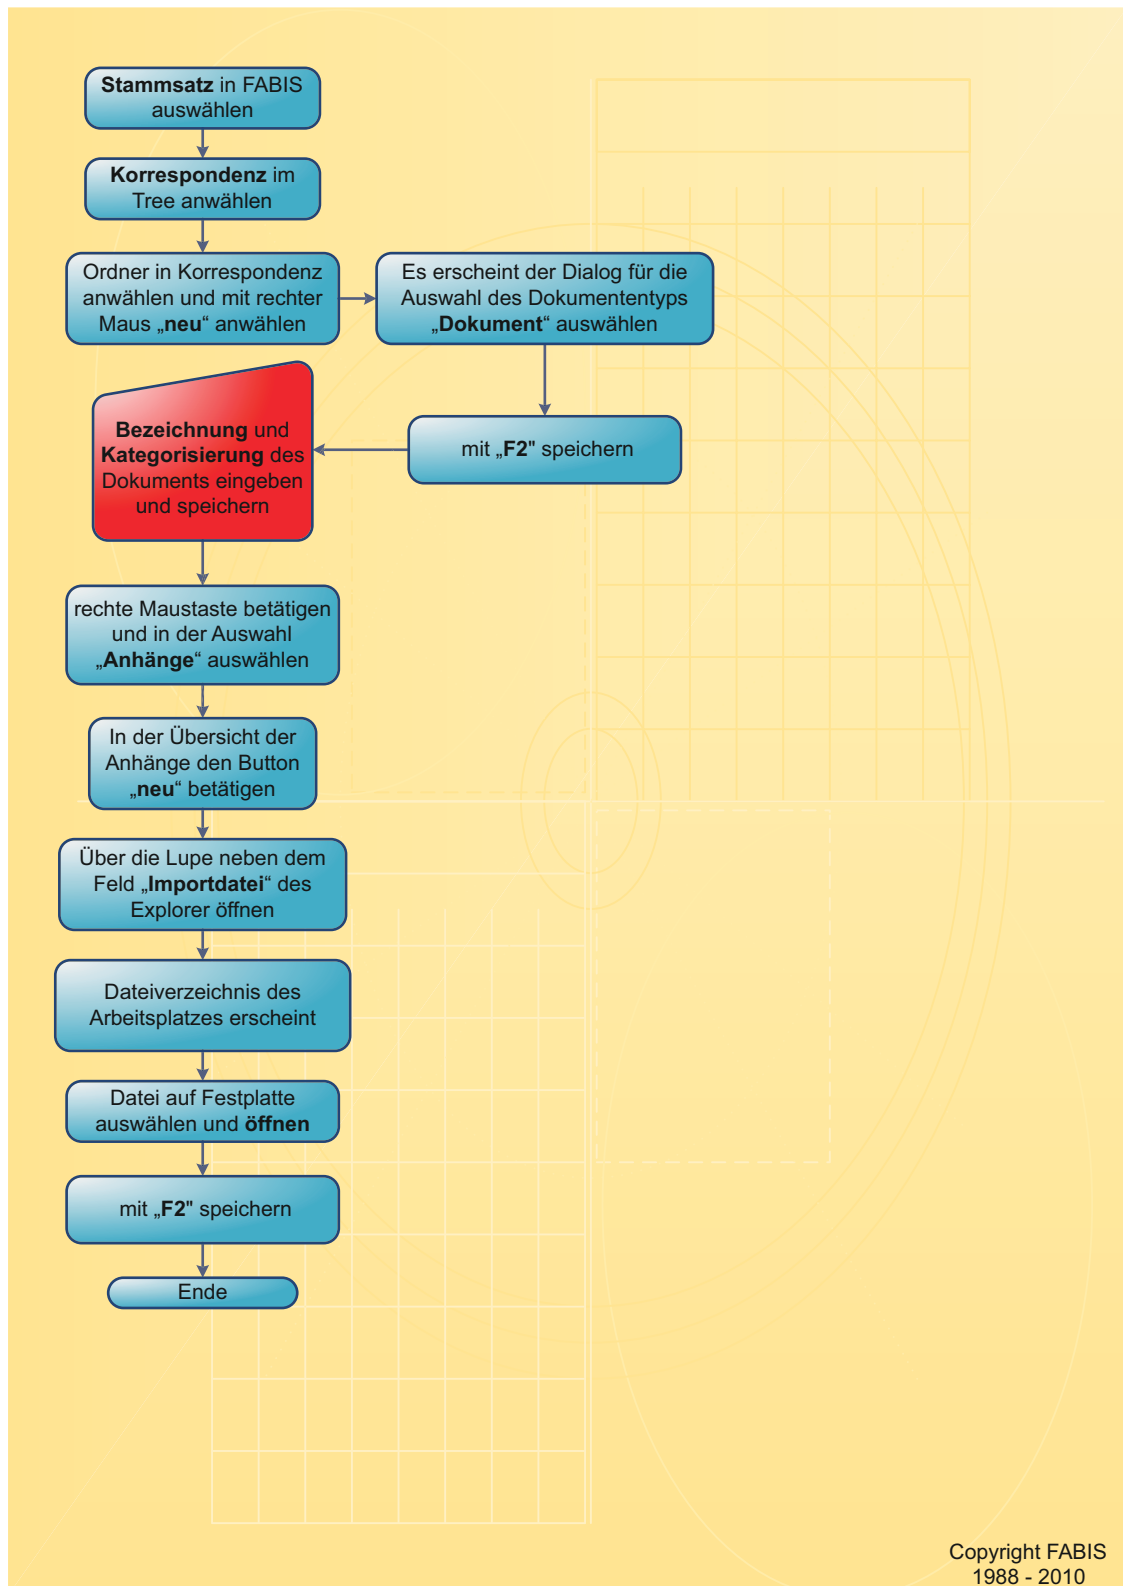 Stammsatz in FABIS
auswählen
Korrespondenz im
Tree anwählen
Ordner in Korrespondenz
anwählen und mit rechter
Maus „neu“ anwählen
Es erscheint der Dialog für die
Auswahl des Dokumententyps
„Dokument“ auswählen
mit „F2" speichern
Bezeichnung und
Kategorisierung des
Dokuments eingeben
und speichern
rechte Maustaste betätigen
und in der Auswahl
„Anhänge“ auswählen
In der Übersicht der
Anhänge den Button
„neu“ betätigen
Über die Lupe neben dem
Feld „Importdatei“ des
Explorer öffnen
Dateiverzeichnis des
Arbeitsplatzes erscheint
Datei auf Festplatte
auswählen und öffnen
mit „F2" speichern
Ende
Copyright FABIS
1988 - 2010